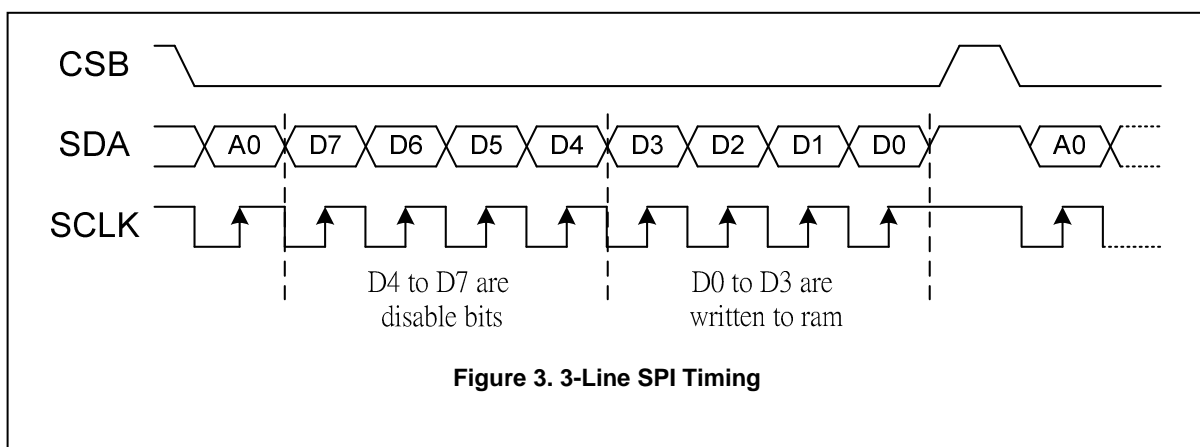 CSB
SDA A0 D7 D6 D5 D4 D3 D2 D1 D0 A0
SCLK
D4 to D7 are
disable bits
D0 to D3 are
written to ram
Figure 3. 3-Line SPI Timing